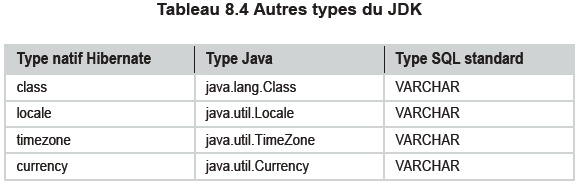 Tableau 8.4 Autres types du JDK
Type natif Hibernate Type Java Type SQL standard
class java.lang.Class VARCHAR
locale java.util.Locale VARCHAR
timezone java.util.TimeZone VARCHAR
currency java.util.Currency VARCHAR